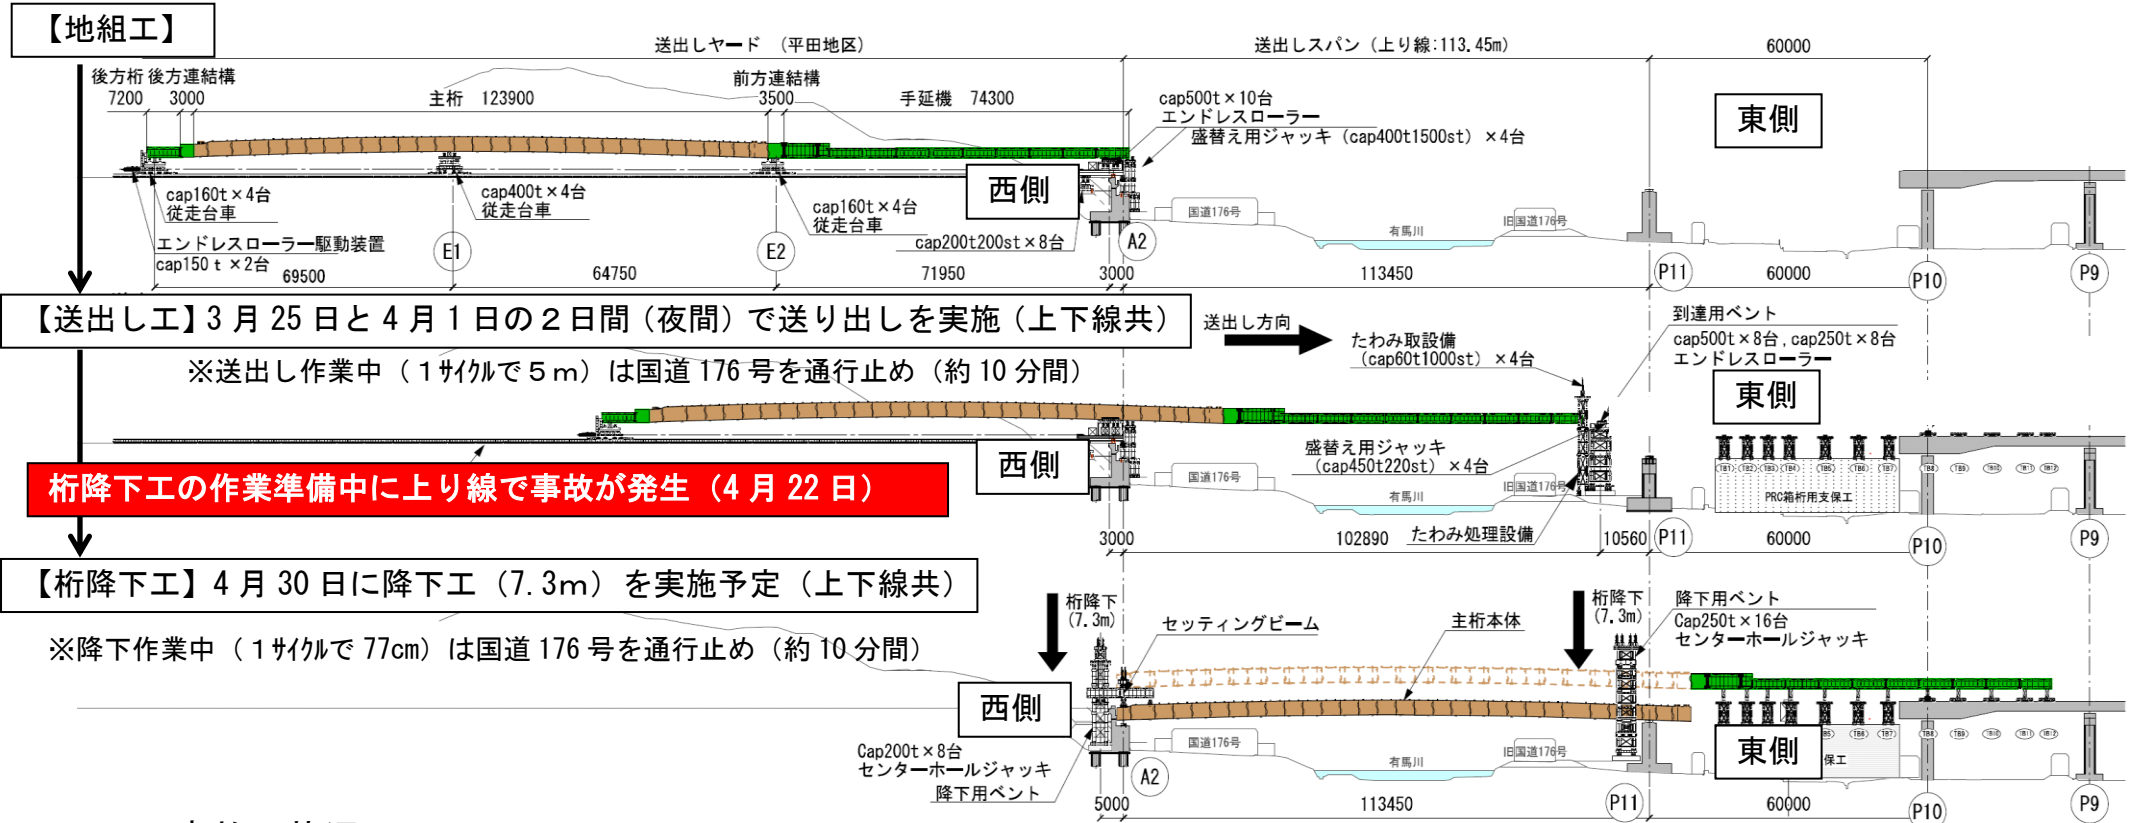 【地組工】
送出しヤード （平田地区）
送出しスパン（上り線:113.45m）
60000
後方桁 後方連結構
前方連結構
7200 3000
主桁 123900
3500
手延機 74300
cap500t×10台
エンドレスローラー
盛替え用ジャッキ（cap400t1500st）×4台
東側
西側
cap160t×4台
従走台車
cap400t×4台
従走台車
cap160t×4台
従走台車
cap200t200st×8台
エンドレスローラー駆動装置
cap150t×2台
国道176号
有馬川
旧国道176号
E1
E2
A2
P11
P10
P9
69500
64750
71950
3000
113450
60000
【送出し工】3月25日と4月1日の２日間（夜間）で送り出しを実施（上下線共）
※送出し作業中（１サイクルで５ｍ）は国道176号を通行止め（約10分間）
送出し方向
たわみ取設備
（cap60t1000st）×4台
到達用ベント
cap500t×8台,cap250t×8台
エンドレスローラー
東側
西側
盛替え用ジャッキ
（cap450t220st）×4台
桁降下工の作業準備中に上り線で事故が発生（4月22日）
国道176号
有馬川
旧国道176号
TB1 TB2 TB3 TB4 TB5 TB6 TB7 TB8 TB9 TB10 TB11 TB12
PRC箱桁用支保工
たわみ処理設備
3000
102890
10560
P11
60000
P10
P9
【桁降下工】4月30日に降下工（7.3m）を実施予定（上下線共）
※降下作業中（１サイクルで77cm）は国道176号を通行止め（約10分間）
桁降下
(7.3m)
セッティングビーム
主桁本体
桁降下
(7.3m)
降下用ベント
Cap250t×16台
センターホールジャッキ
西側
東側
TB5 TB6 TB7 TB8 TB9 TB10 TB11 TB12
保工
Cap200t×8台
センターホールジャッキ
降下用ベント
国道176号
有馬川
旧国道176号
A2
5000
113450
P11
60000
P10
P9